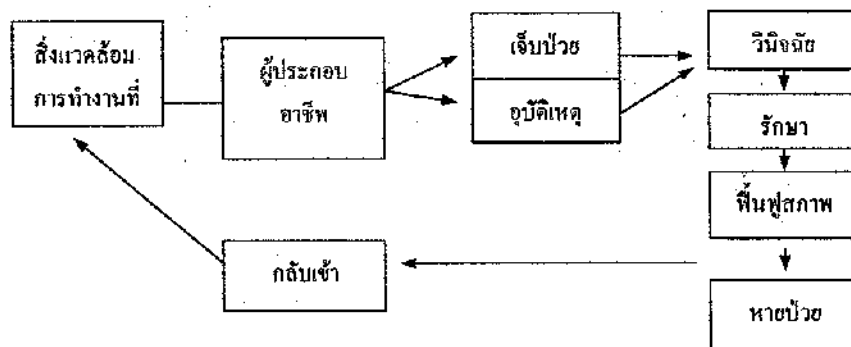 สิ่งแวดล้อม
การทำงานที่
ผู้ประกอบ
อาชีพ
เจ็บป่วย
อุบัติเหตุ
วินิจฉัย
รักษา
ฟื้นฟูสภาพ
หายป่วย
กลับเข้า